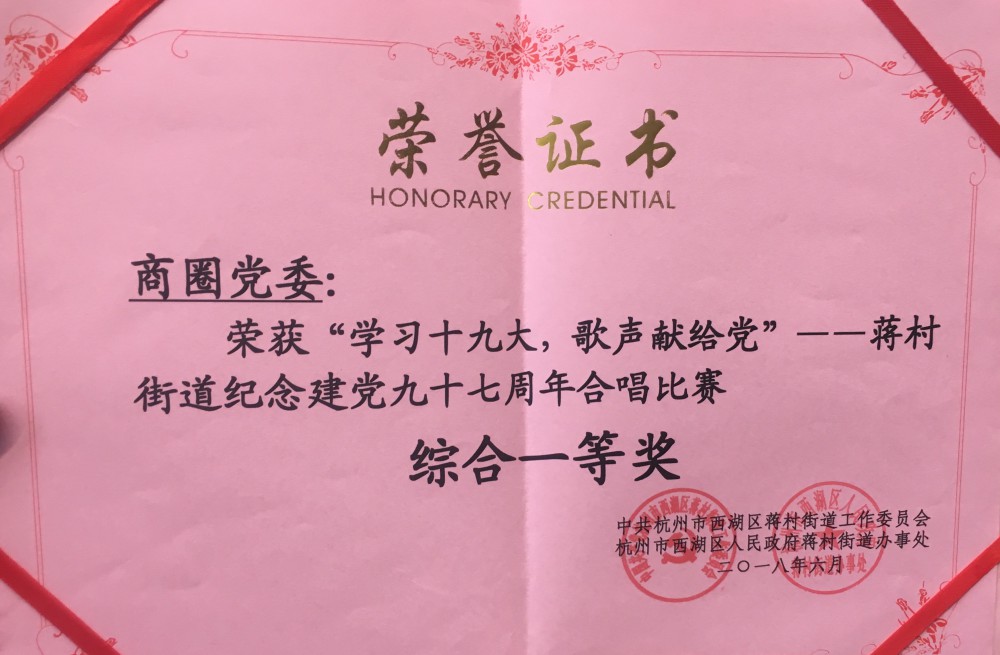 荣誉证书
HONORARY CREDENTIAL
商圈党委:
荣获“学习十九大，歌声献给党”——蒋村
街道纪念建党九十七周年合唱比赛
综合一等奖
中共杭州市西湖区蒋村街道工作委员会
杭州市西湖区人民政府蒋村街道办事处
二〇一八年六月